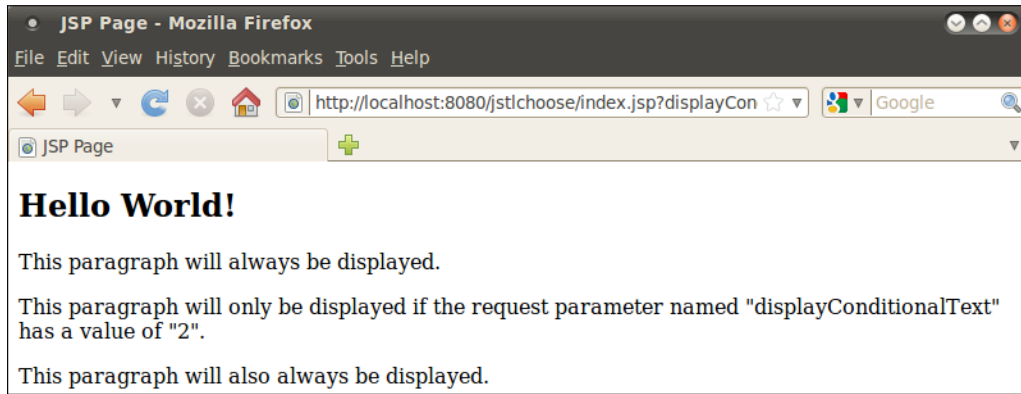 JSP Page - Mozilla Firefox
File Edit View History Bookmarks Tools Help
http://localhost:8080/jstlchoose/index.jsp?displayCon
Google
JSP Page
Hello World!
This paragraph will always be displayed.
This paragraph will only be displayed if the request parameter named "displayConditionalText"
has a value of "2".
This paragraph will also always be displayed.